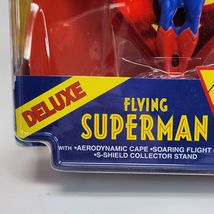 DELUXE
FLYING
SUPERMAN
WITH •AERODYNAMIC CAPE •SOARING FLIGHT
•S-SHIELD COLLECTOR STAND